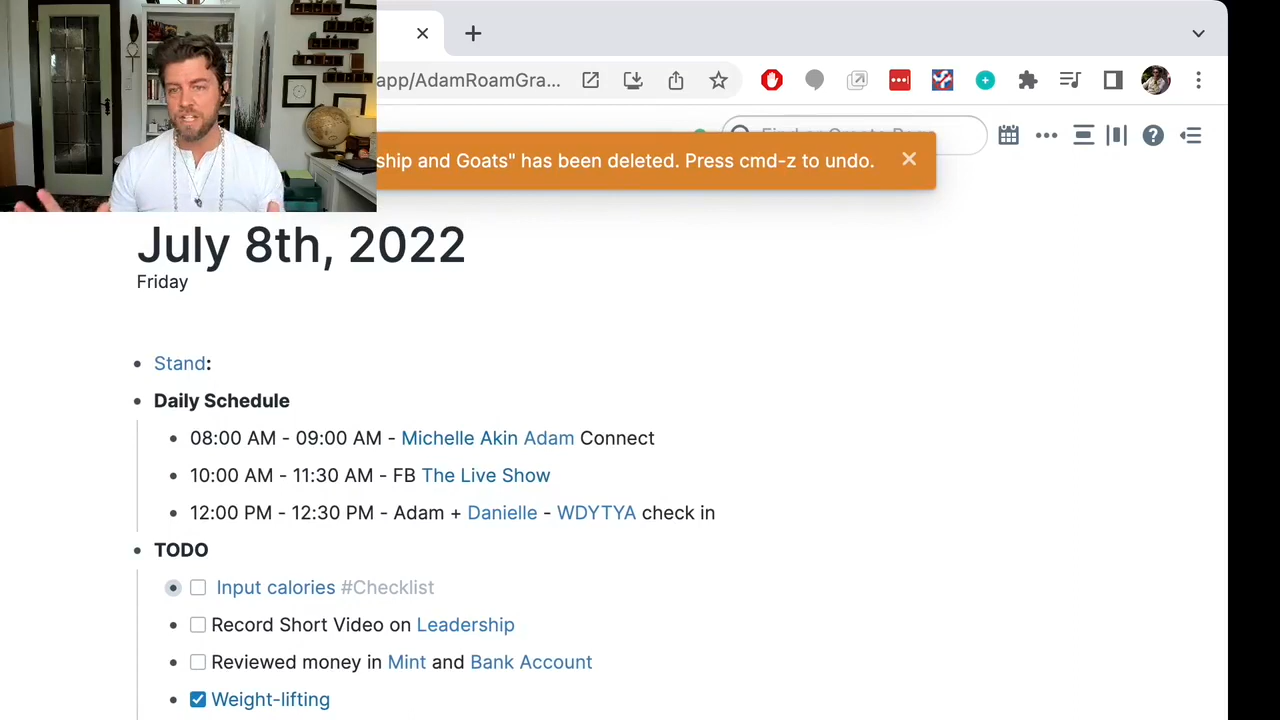 app/AdamRoamGra...
ship and Goats" has been deleted. Press cmd-z to undo.
July 8th, 2022
Friday
Stand:
Daily Schedule
08:00 AM - 09:00 AM - Michelle Akin Adam Connect
10:00 AM - 11:30 AM - FB The Live Show
12:00 PM - 12:30 PM - Adam + Danielle - WDYTYA check in
TODO
Input calories #Checklist
Record Short Video on Leadership
Reviewed money in Mint and Bank Account
Weight-lifting